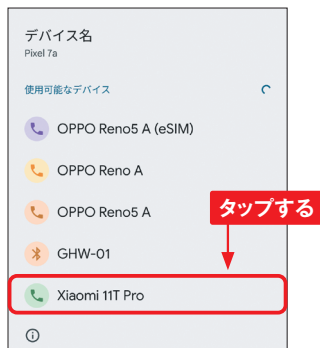 デバイス名
Pixel 7a
使用可能なデバイス
OPPO Reno5 A (eSIM)
OPPO Reno A
OPPO Reno5 A
タップする
GHW-01
Xiaomi 11T Pro